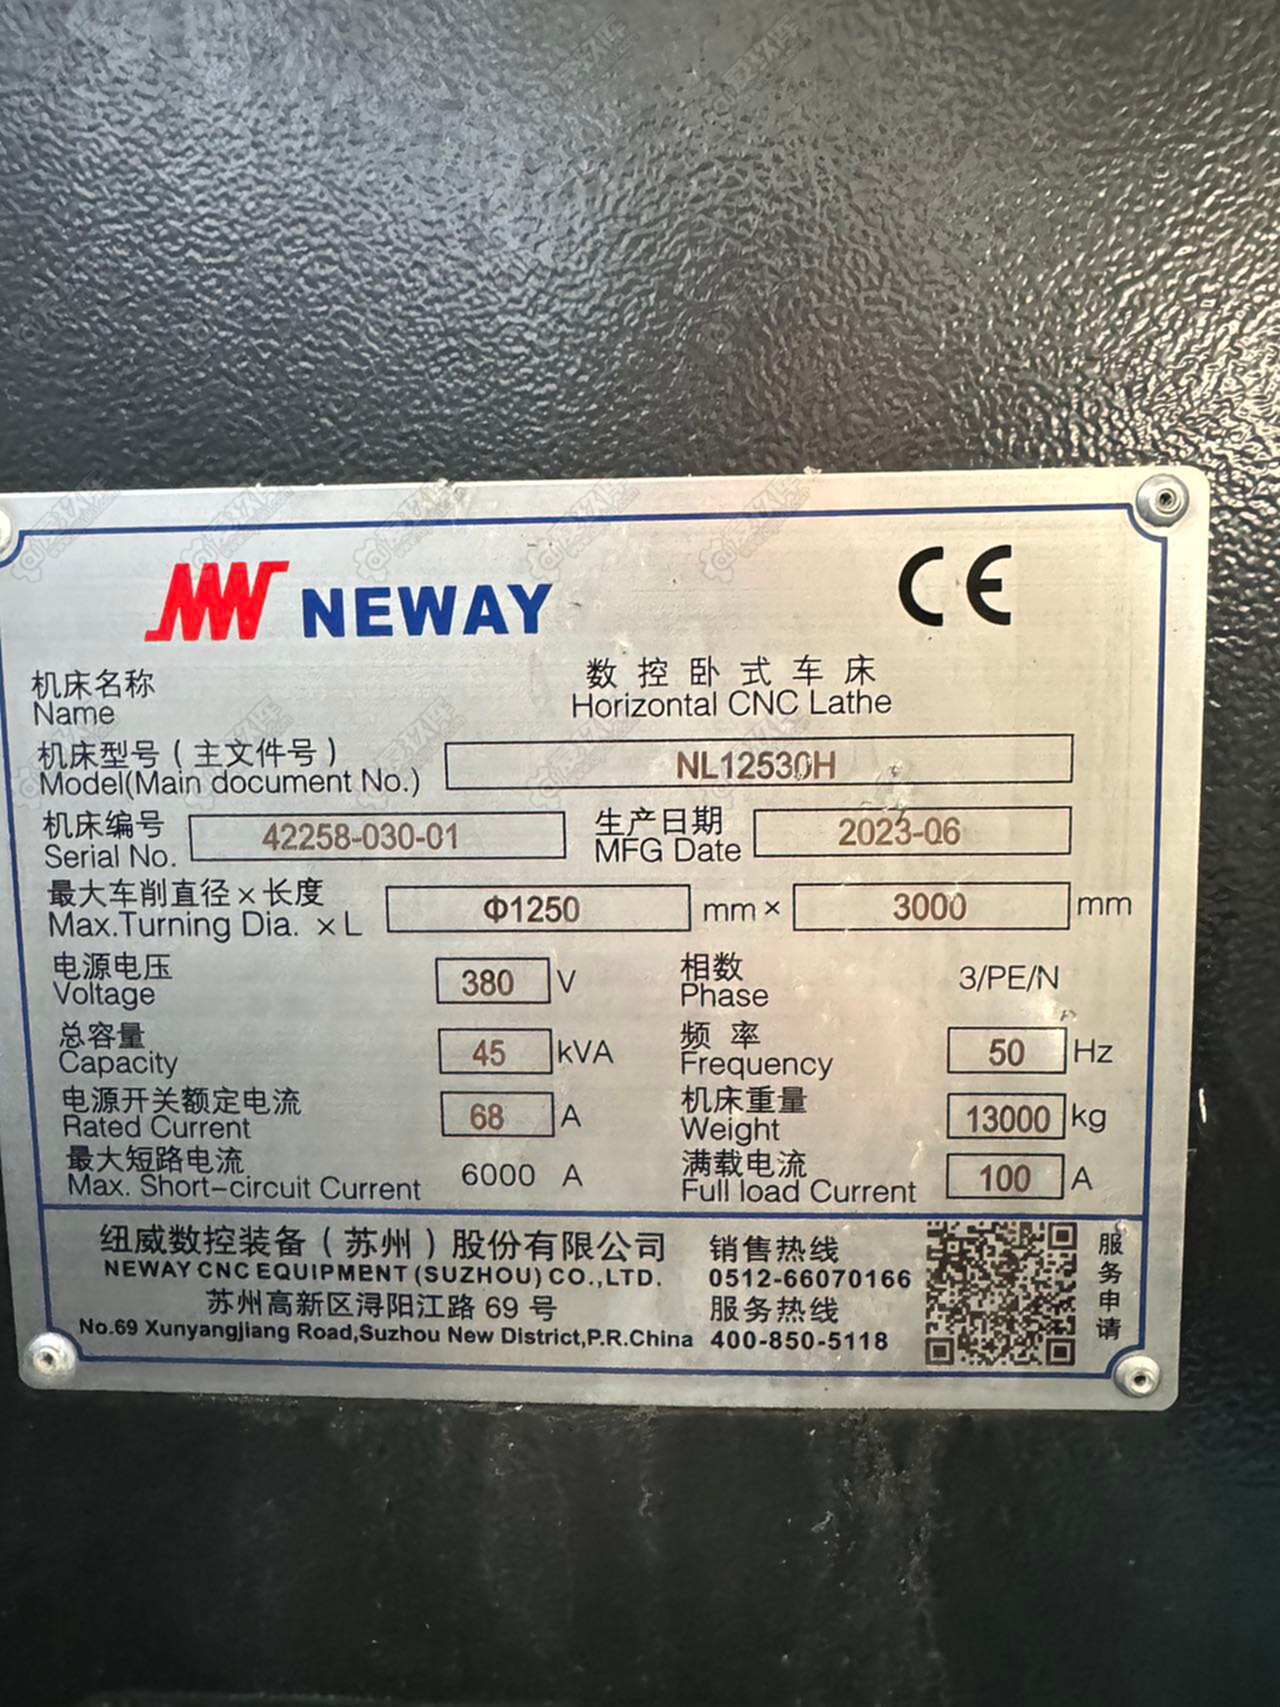 NEWAY CE
机床名称 数控卧式车床
Name Horizontal CNC Lathe
机床型号(主文件号) NL12530H
Model(Main document No.)
机床编号 42258-030-01 生产日期 2023-06
Serial No. MFG Date
最大车削直径×长度 Φ1250 mm× 3000 mm
Max.Turning Dia. ×L
电源电压 380 V 相数 3/PE/N
Voltage Phase
总容量 45 kVA 频率 50 Hz
Capacity Frequency
电源开关额定电流 68 A 机床重量 13000 kg
Rated Current Weight
最大短路电流 6000 A 满载电流 100 A
Max. Short-circuit Current Full load Current
纽威数控装备(苏州)股份有限公司 销售热线
NEWAY CNC EQUIPMENT (SUZHOU) CO.,LTD. 0512-66070166
苏州高新区浔阳江路 69 号 服务热线
No.69 Xunyangjiang Road,Suzhou New District,P.R.China 400-850-5118
服务申请